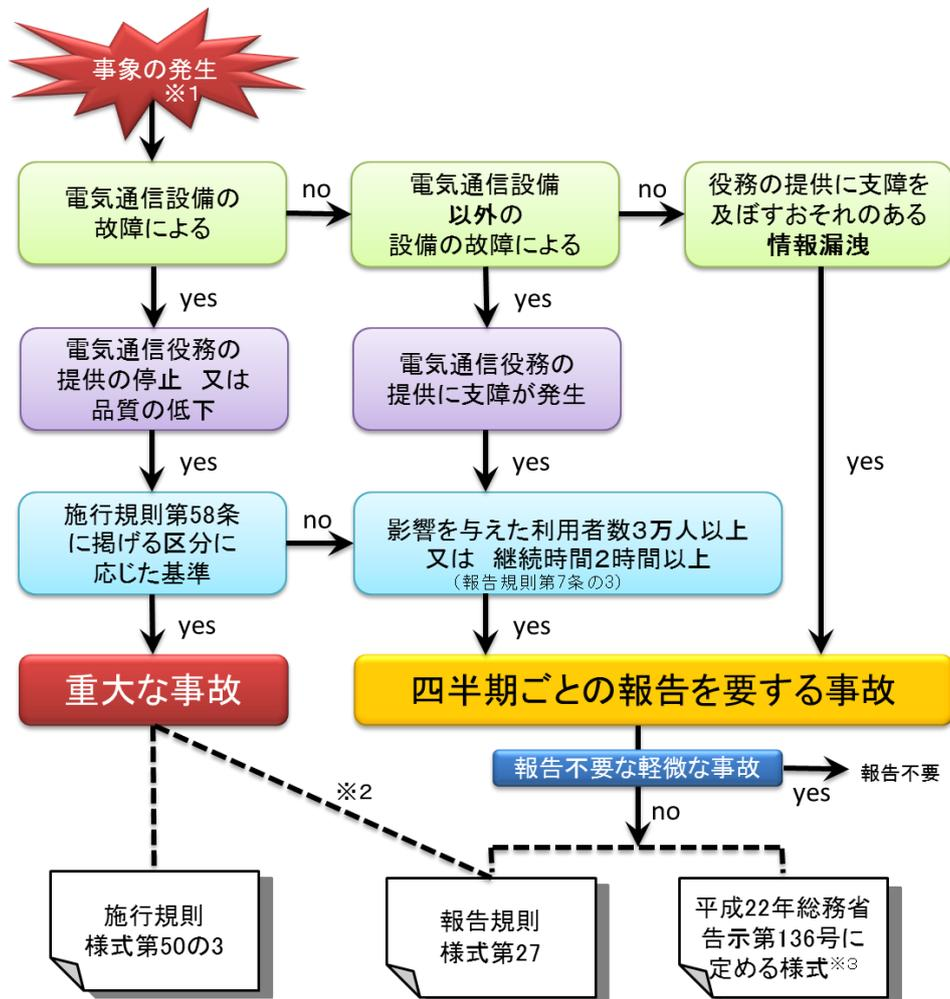 事象の発生
※1
電気通信設備の
故障による
no
電気通信設備
以外の
設備の故障による
no
役務の提供に支障を
及ぼすおそれのある
情報漏洩
yes
yes
電気通信役務の
提供の停止 又は
品質の低下
電気通信役務の
提供に支障が発生
yes
yes
yes
施行規則第58条
に掲げる区分に
応じた基準
no
影響を与えた利用者数3万人以上
又は 継続時間2時間以上
(報告規則第7条の3)
yes
yes
重大な事故
四半期ごとの報告を要する事故
報告不要な軽微な事故
yes
報告不要
※2
no
施行規則
様式第50の3
報告規則
様式第27
平成22年総務省
告示第136号に
定める様式※3